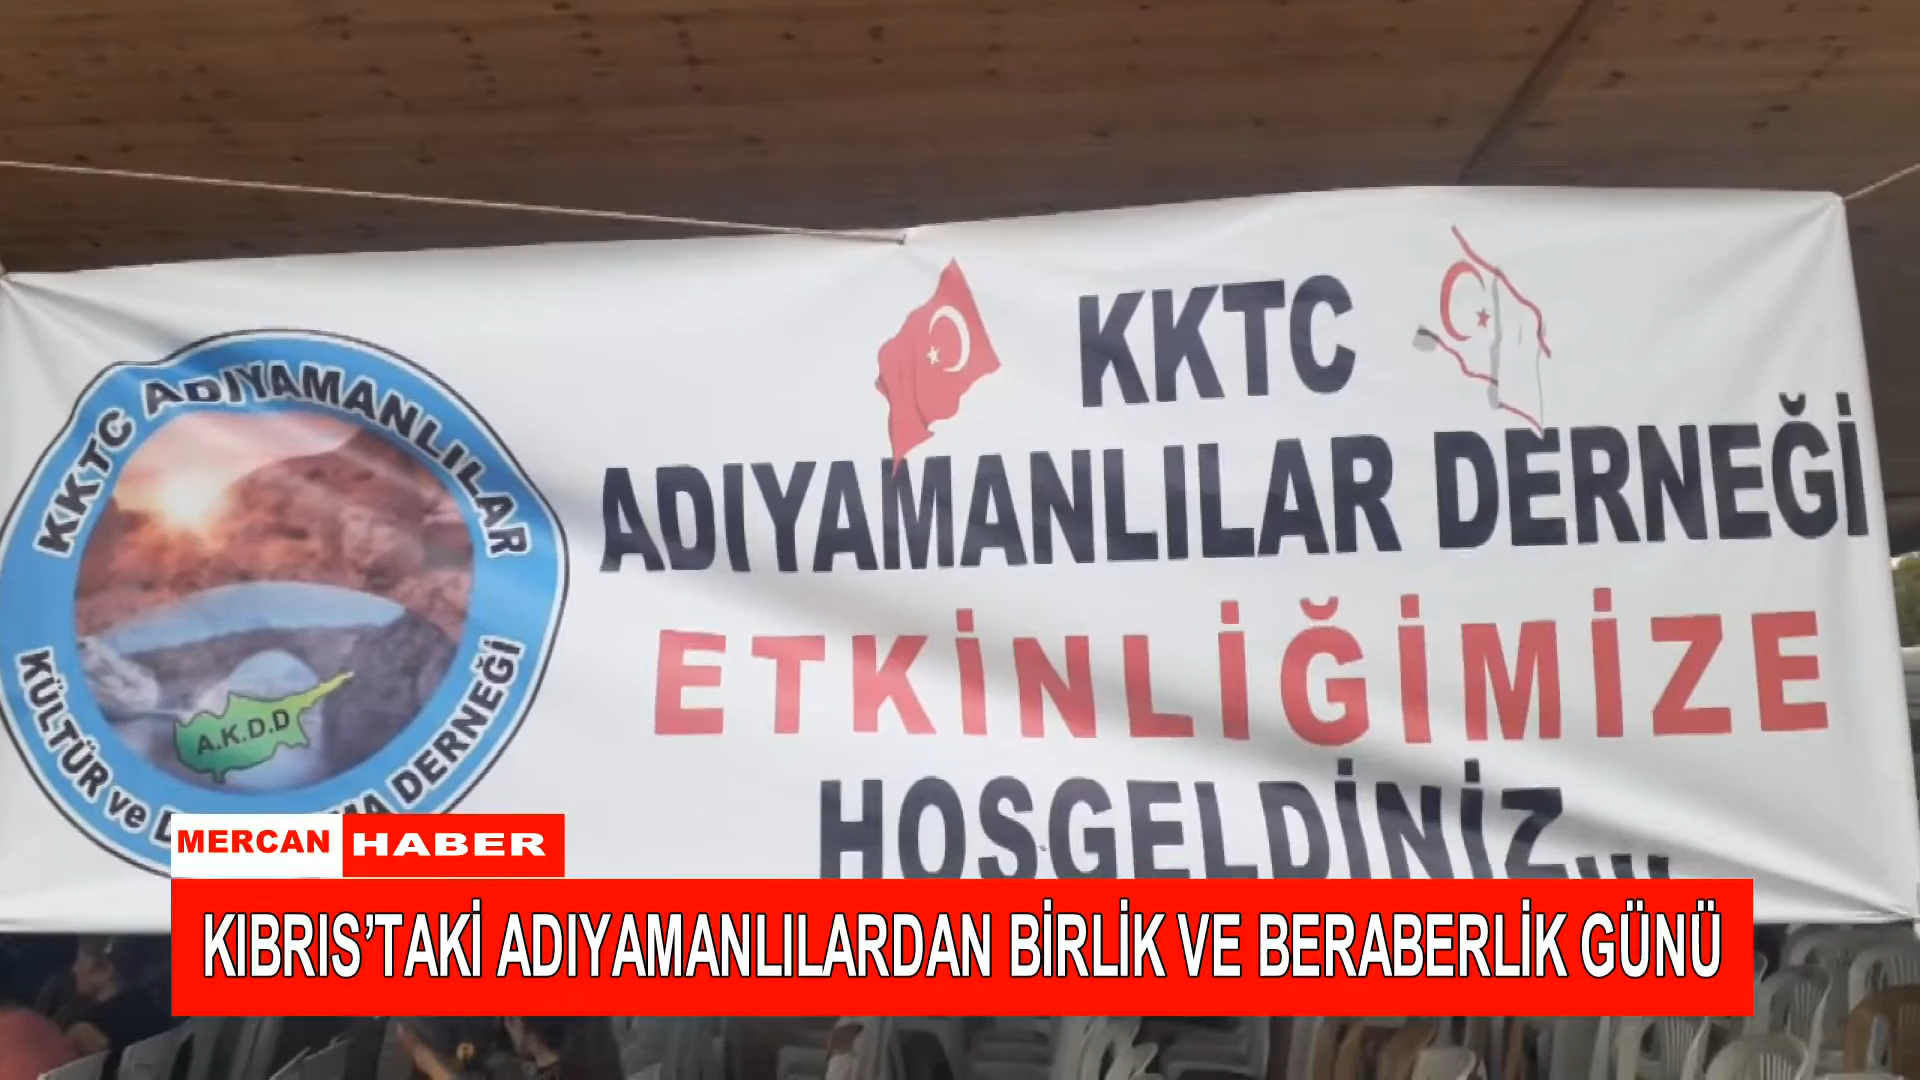 KKTC
ADIYAMANLILAR DERNEĞİ
ETKİNLİĞİMİZE
HOŞGELDİNİZ...
KKTC ADIYAMANLILAR
KÜLTÜR ve
DERNEĞİ
A.K.D.D
MERCAN HABER
KIBRIS’TAKİ ADIYAMANLILARDAN BİRLİK VE BERABERLİK GÜNÜ